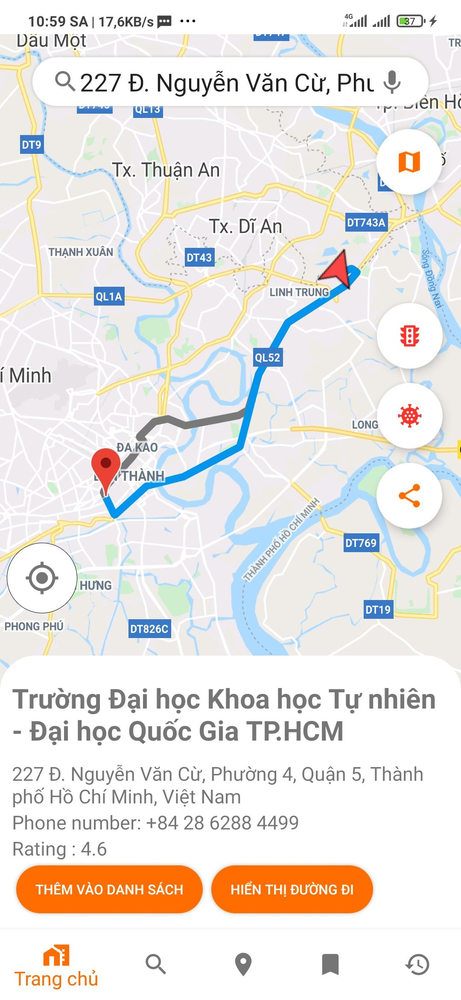 10:59 SA | 17,6KB/s
4G
37
Dầu Một
TR
227 Đ. Nguyễn Văn Cừ, Phư
QL13
DT9
Tx. Thuận An
Tx. Dĩ An
DT743A
THẠNH XUÂN
DT43
Sông Đồng Nai
QL1A
LINH TRUNG
QL52
í Minh
LONG
ĐA KAO
THÀNH
THÀNH PHỐ HỒ CHÍ MINH
DT769
HƯNG
DT19
PHONG PHÚ
DT826C
Trường Đại học Khoa học Tự nhiên
- Đại học Quốc Gia TP.HCM
227 Đ. Nguyễn Văn Cừ, Phường 4, Quận 5, Thành
phố Hồ Chí Minh, Việt Nam
Phone number: +84 28 6288 4499
Rating : 4.6
THÊM VÀO DANH SÁCH
HIỂN THỊ ĐƯỜNG ĐI
Trang chủ